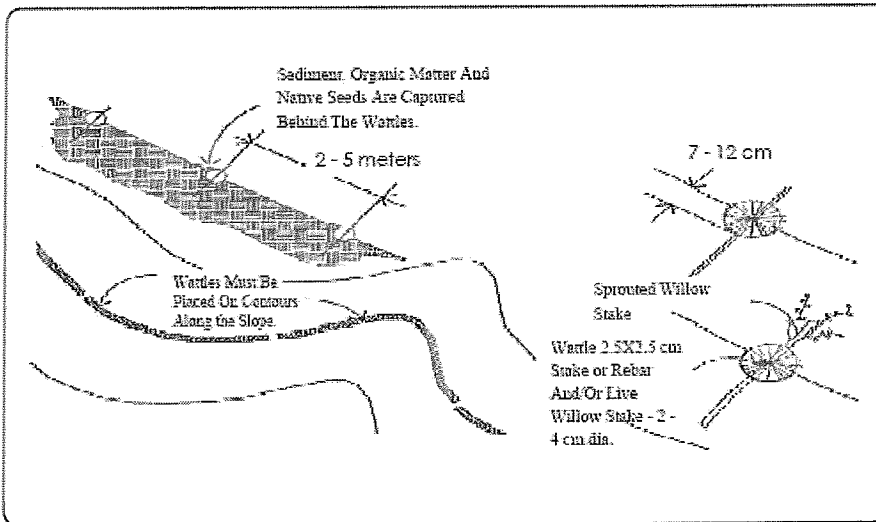 Sediment, Organic Matter And
Native Seeds Are Captured
Behind The Wattles.
2 - 5 meters
7 - 12 cm
Wattles Must Be
Placed On Contours
Along the Slope.
Sprouted Willow
Stake
Wattle 2.5X2.5 cm
Stake or Rebar
And/Or Live
Willow Stake - 2 -
4 cm dia.